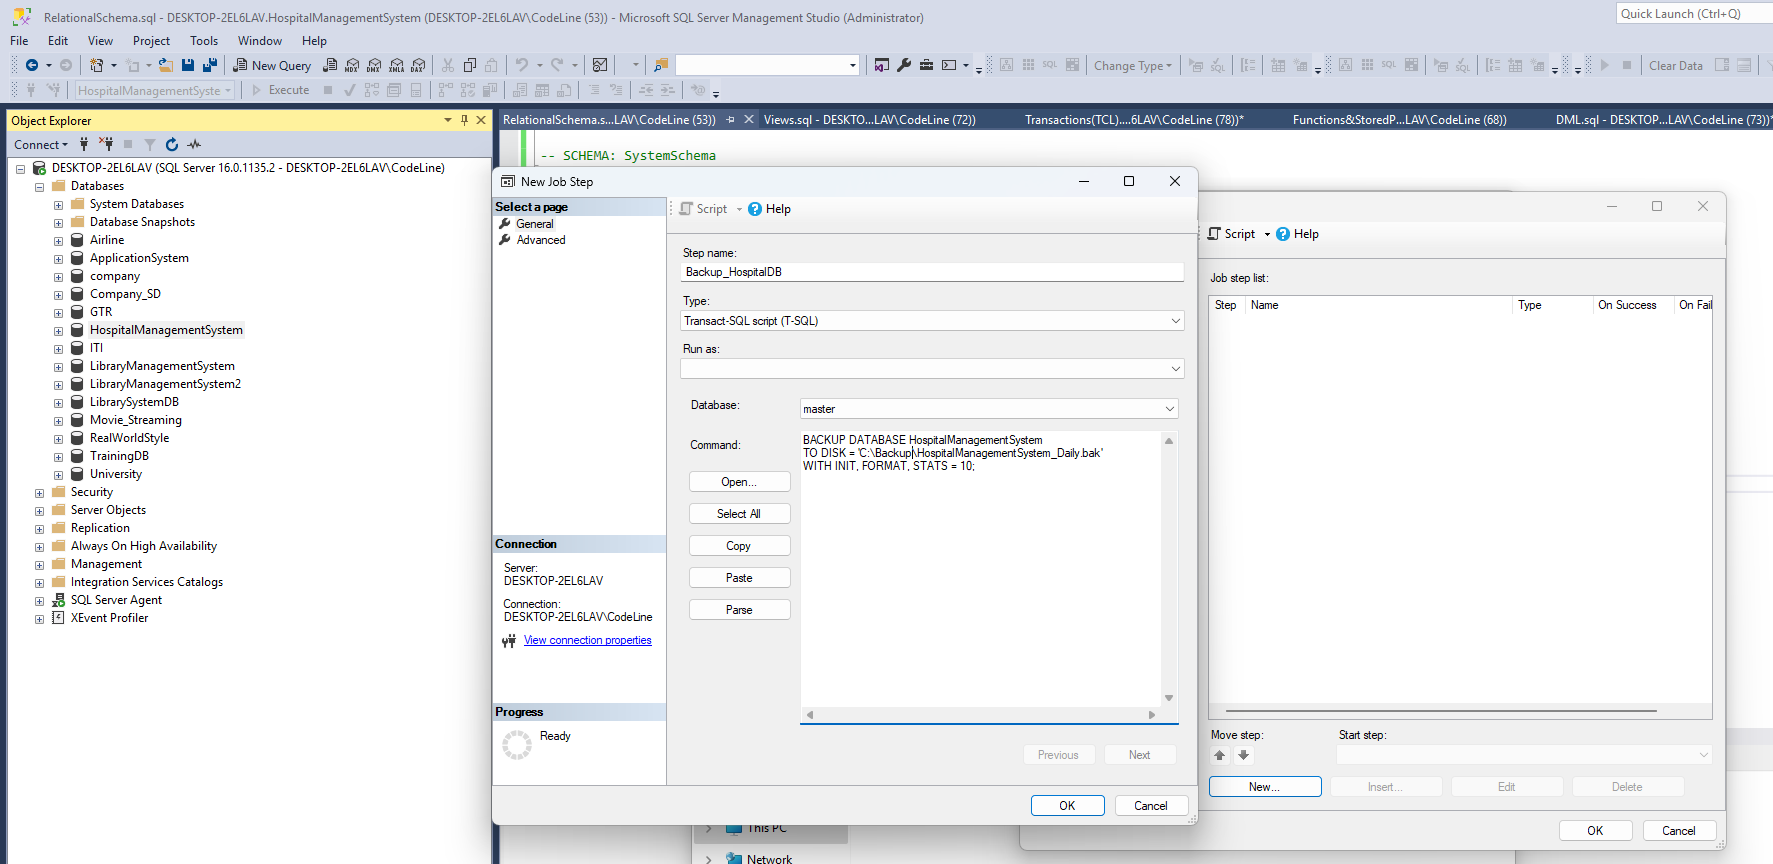 RelationalSchema.sql - DESKTOP-2EL6LAV.HospitalManagementSystem (DESKTOP-2EL6LAV\CodeLine (53)) - Microsoft SQL Server Management Studio (Administrator)
Quick Launch (Ctrl+Q)
File Edit View Project Tools Window Help
New Query MDX DMX XMLA DAX SQL Change Type SQL SQL SQL Clear Data
HospitalManagementSyste Execute
Object Explorer
RelationalSchema.s...LAV\CodeLine (53)) Views.sql - DESKTO...LAV\CodeLine (72)) Transactions(TCL)....6LAV\CodeLine (78))* Functions&StoredP...LAV\CodeLine (68)) DML.sql - DESKTOP...LAV\CodeLine (73))*
Connect
-- SCHEMA: SystemSchema
DESKTOP-2EL6LAV (SQL Server 16.0.1135.2 - DESKTOP-2EL6LAV\CodeLine)
Databases
System Databases
Database Snapshots
Airline
ApplicationSystem
company
Company_SD
GTR
HospitalManagementSystem
ITI
LibraryManagementSystem
LibraryManagementSystem2
LibrarySystemDB
Movie_Streaming
RealWorldStyle
TrainingDB
University
Security
Server Objects
Replication
Always On High Availability
Management
Integration Services Catalogs
SQL Server Agent
XEvent Profiler
New Job Step
Select a page
General
Advanced
Script Help
Step name:
Backup_HospitalDB
Type:
Transact-SQL script (T-SQL)
Run as:
Database:
master
Command:
BACKUP DATABASE HospitalManagementSystem
TO DISK = 'C:\Backup\HospitalManagementSystem_Daily.bak'
WITH INIT, FORMAT, STATS = 10;
Open...
Select All
Copy
Paste
Parse
Connection
Server:
DESKTOP-2EL6LAV
Connection:
DESKTOP-2EL6LAV\CodeLine
View connection properties
Progress
Ready
Previous Next
OK Cancel
Script Help
Job step list:
Step Name Type On Success On Fail
Move step: Start step:
New... Insert... Edit Delete
OK Cancel
This PC
Network